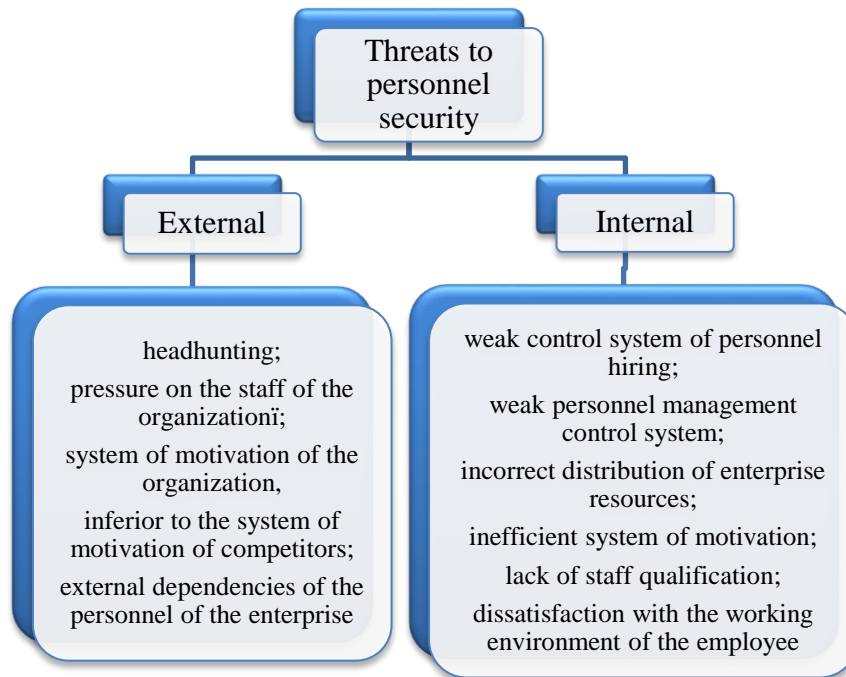 Threats to
personnel
security
External
Internal
headhunting;
pressure on the staff of the
organizationï;
system of motivation of the
organization,
inferior to the system of
motivation of competitors;
external dependencies of the
personnel of the enterprise
weak control system of personnel
hiring;
weak personnel management
control system;
incorrect distribution of enterprise
resources;
inefficient system of motivation;
lack of staff qualification;
dissatisfaction with the working
environment of the employee